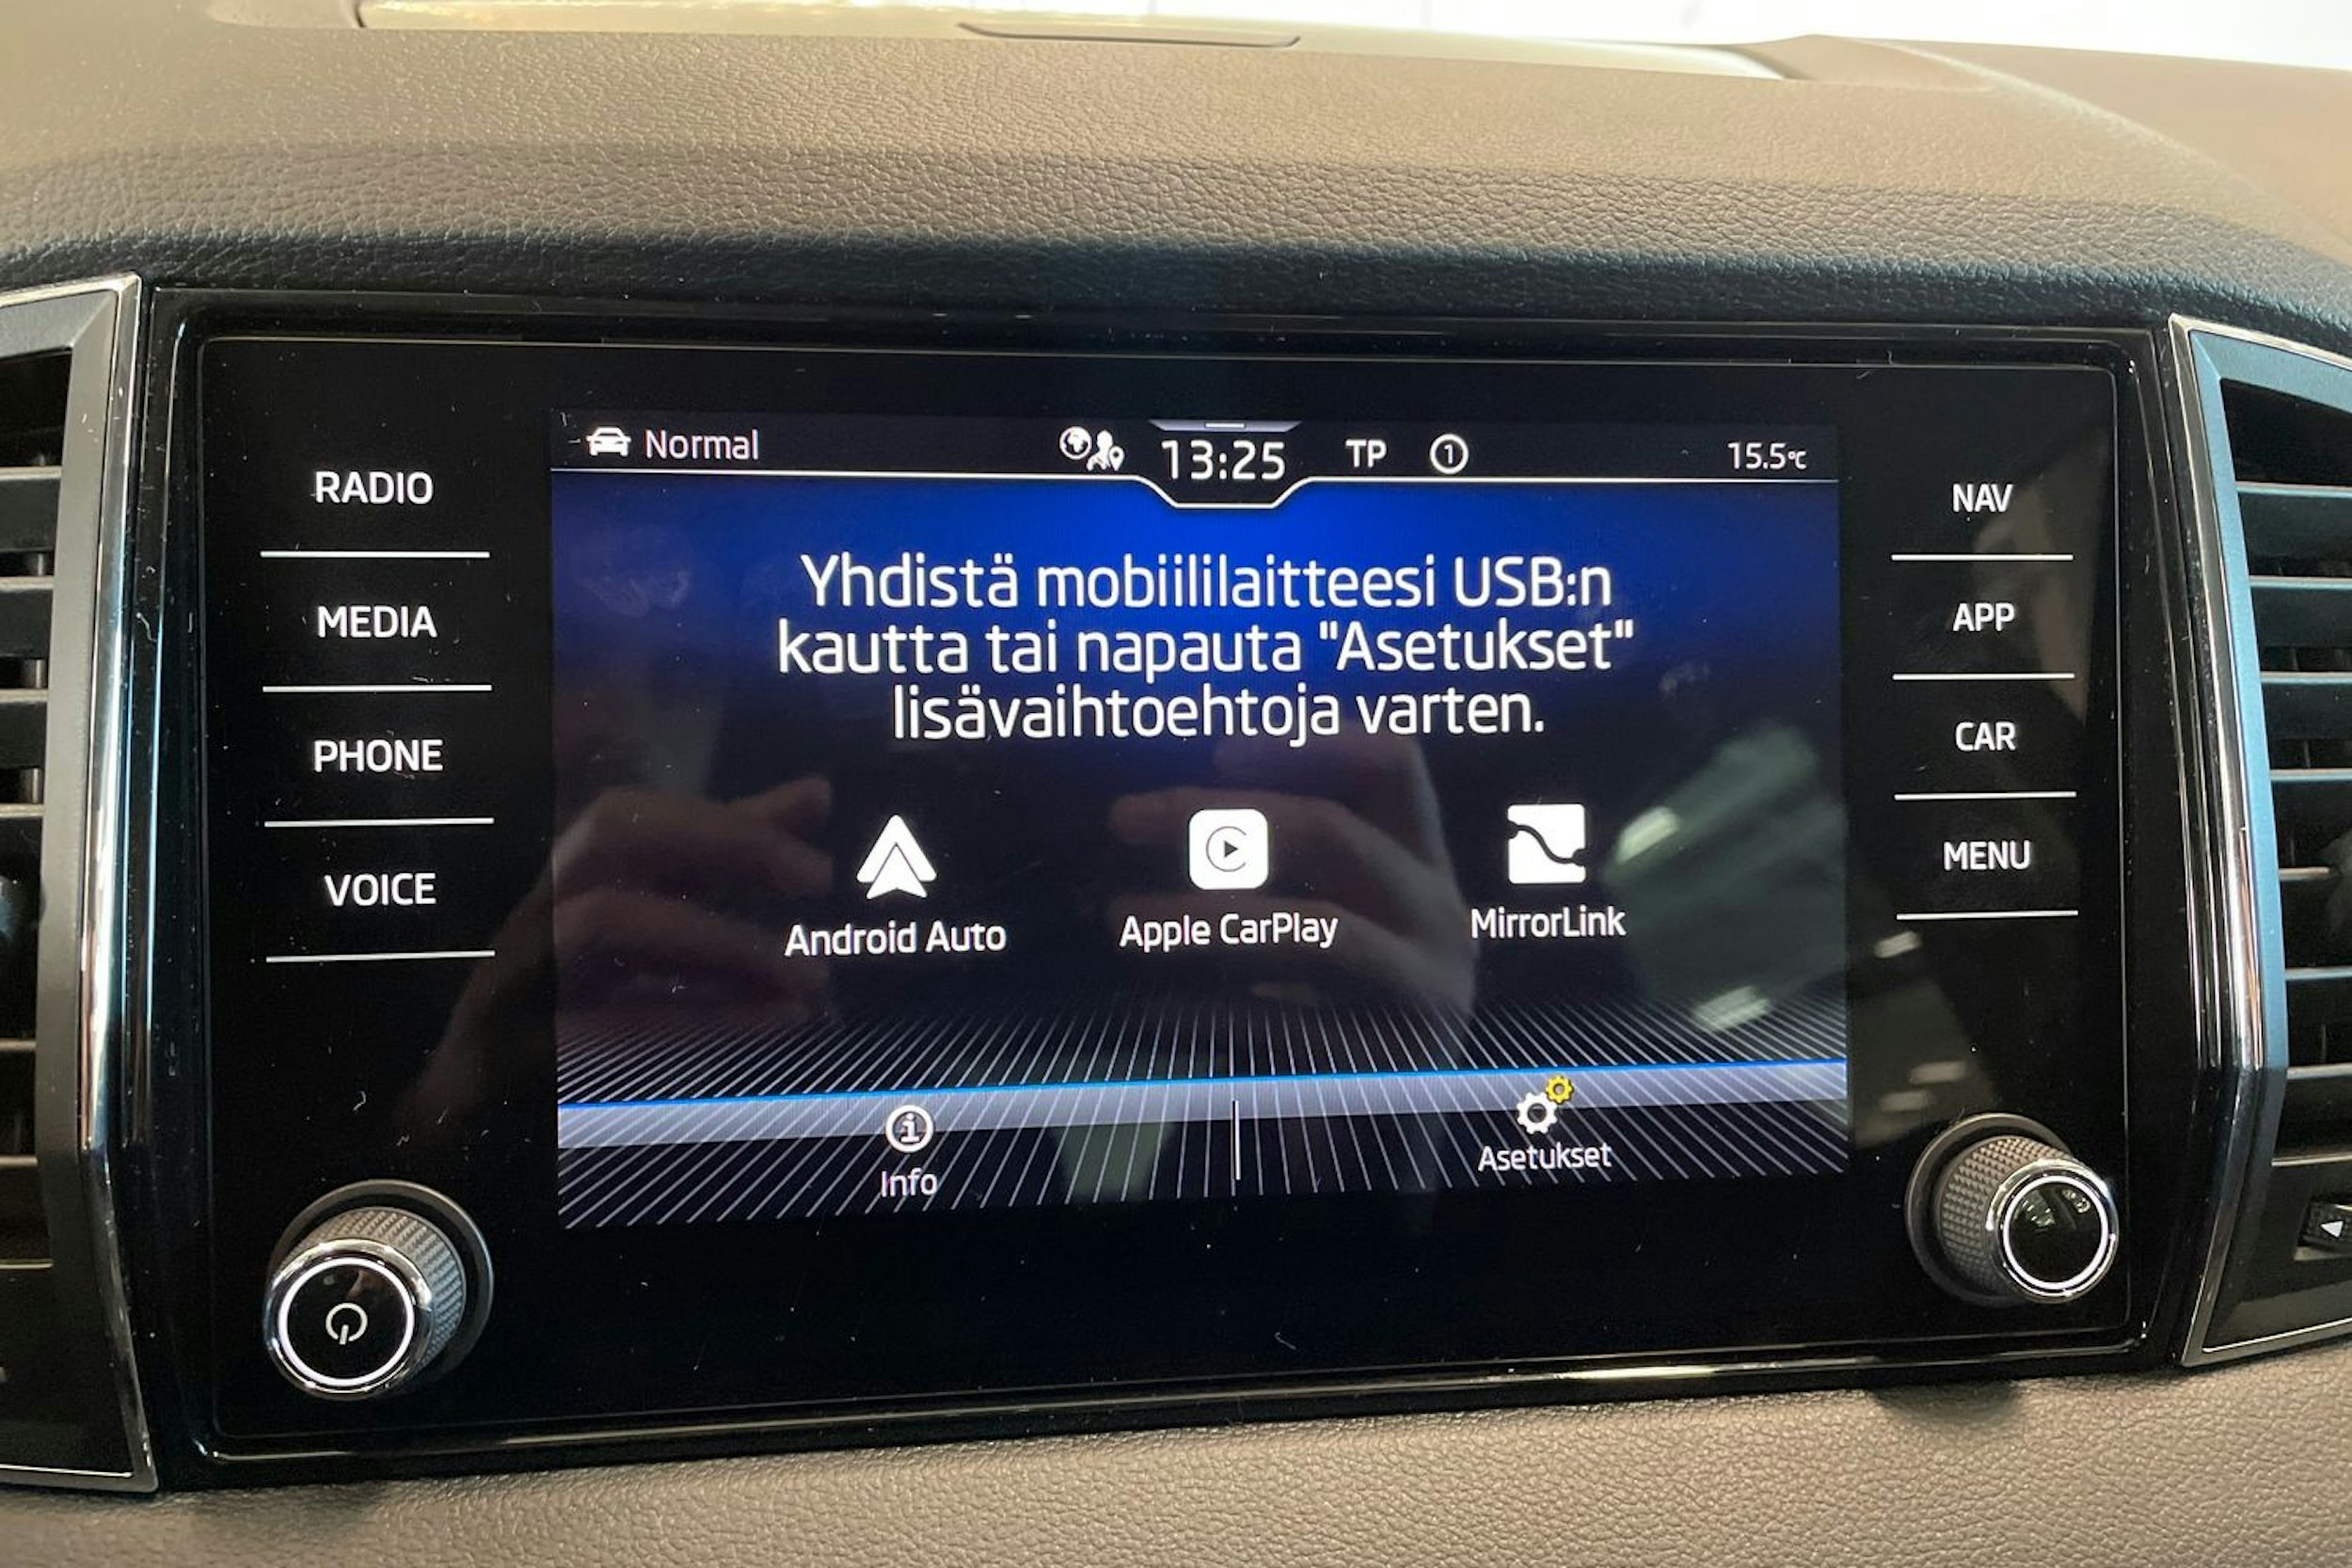 Normal
13:25
TP
1
15.5°C
RADIO
MEDIA
PHONE
VOICE
Yhdistä mobiililaitteesi USB:n
kautta tai napauta "Asetukset"
lisävaihtoehtoja varten.
Android Auto
Apple CarPlay
MirrorLink
Info
Asetukset
NAV
APP
CAR
MENU